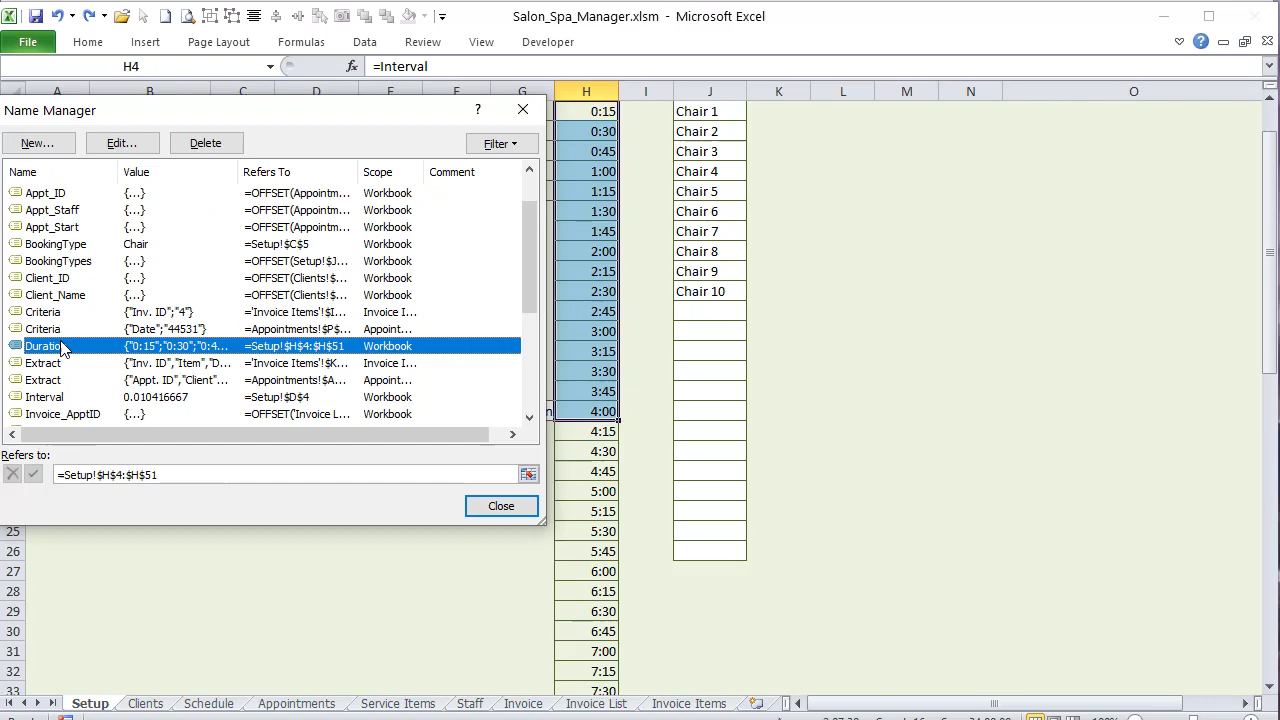 Salon_Spa_Manager.xlsm - Microsoft Excel
File Home Insert Page Layout Formulas Data Review View Developer
H4 fx =Interval
A B C D E F G H I J K L M N O
Name Manager
New... Edit... Delete Filter
Name Value Refers To Scope Comment
Appt_ID {...} =OFFSET(Appointm... Workbook
Appt_Staff {...} =OFFSET(Appointm... Workbook
Appt_Start {...} =OFFSET(Appointm... Workbook
BookingType Chair =Setup!$C$5 Workbook
BookingTypes {...} =OFFSET(Setup!$J... Workbook
Client_ID {...} =OFFSET(Clients!$... Workbook
Client_Name {...} =OFFSET(Clients!$... Workbook
Criteria {"Inv. ID";"4"} ='Invoice Items'!$I... Invoice I...
Criteria {"Date";"44531"} =Appointments!$P$... Appoint...
Duration {"0:15";"0:30";"0:4... =Setup!$H$4:$H$51 Workbook
Extract {"Inv. ID","Item","D... ='Invoice Items'!$K... Invoice I...
Extract {"Appt. ID","Client"... =Appointments!$A... Appoint...
Interval 0.010416667 =Setup!$D$4 Workbook
Invoice_ApptID {...} =OFFSET('Invoice L... Workbook
Refers to:
=Setup!$H$4:$H$51
Close
0:15 Chair 1
0:30 Chair 2
0:45 Chair 3
1:00 Chair 4
1:15 Chair 5
1:30 Chair 6
1:45 Chair 7
2:00 Chair 8
2:15 Chair 9
2:30 Chair 10
2:45
3:00
3:15
3:30
3:45
4:00
4:15
4:30
4:45
5:00
5:15
25 5:30
26 5:45
27 6:00
28 6:15
29 6:30
30 6:45
31 7:00
32 7:15
33 7:30
Setup Clients Schedule Appointments Service Items Staff Invoice Invoice List Invoice Items